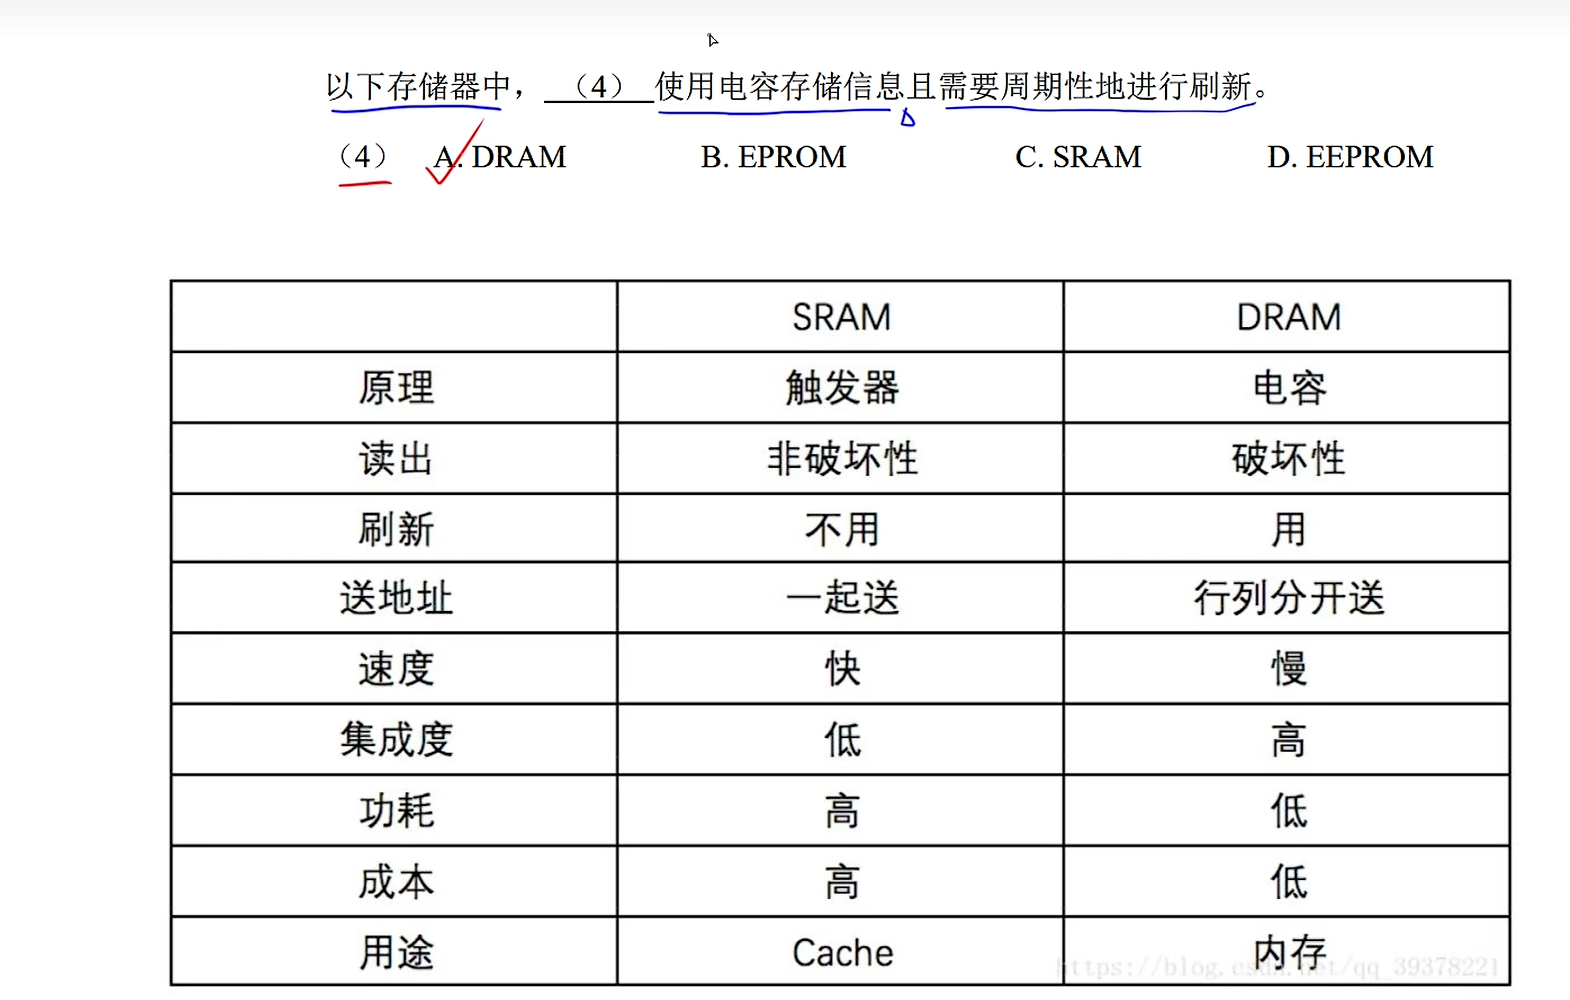 以下存储器中，（4）使用电容存储信息且需要周期性地进行刷新。
（4） A. DRAM B. EPROM C. SRAM D. EEPROM
SRAM DRAM
原理 触发器 电容
读出 非破坏性 破坏性
刷新 不用 用
送地址 一起送 行列分开送
速度 快 慢
集成度 低 高
功耗 高 低
成本 高 低
用途 Cache 内存
https://blog.csdn.net/qq_39378221